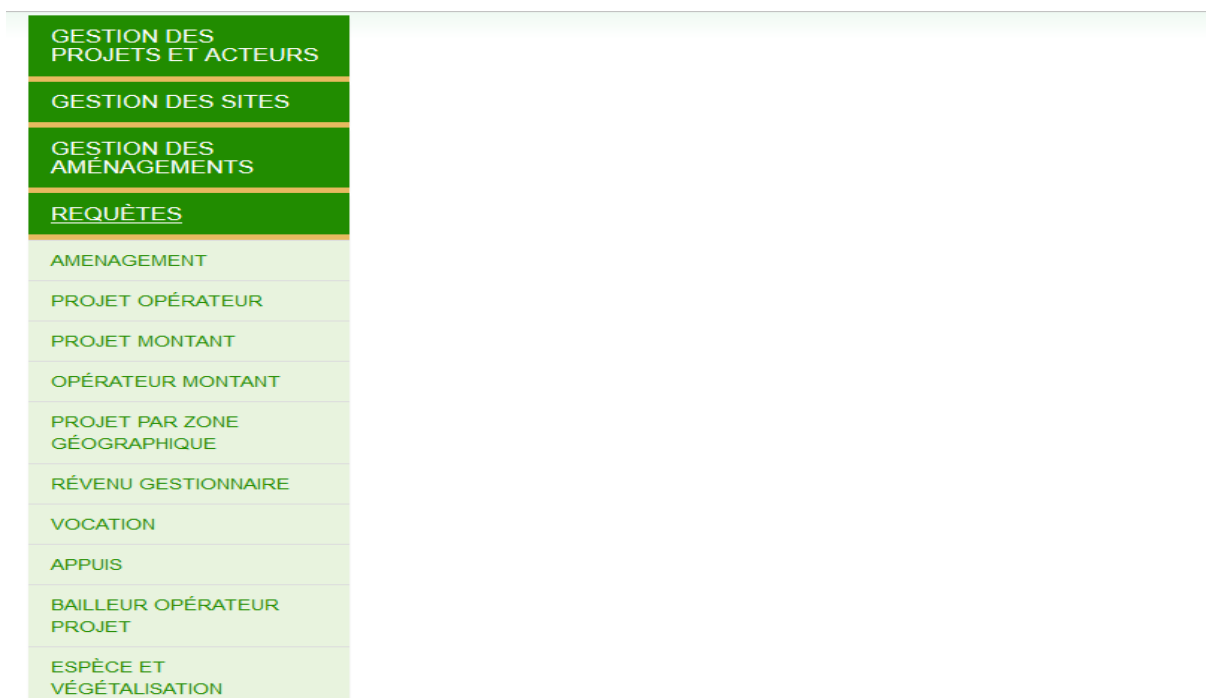 GESTION DES
PROJETS ET ACTEURS
GESTION DES SITES
GESTION DES
AMÉNAGEMENTS
REQUÈTES
AMENAGEMENT
PROJET OPÉRATEUR
PROJET MONTANT
OPÉRATEUR MONTANT
PROJET PAR ZONE
GÉOGRAPHIQUE
RÉVENU GESTIONNAIRE
VOCATION
APPUIS
BAILLEUR OPÉRATEUR
PROJET
ESPÈCE ET
VÉGÉTALISATION